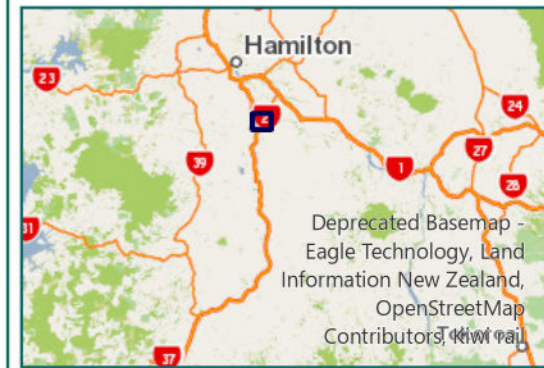 Hamilton
23
24
39
27
1
28
31
Deprecated Basemap -
Eagle Technology, Land
Information New Zealand,
OpenStreetMap
Contributors, Kiwi rail
37